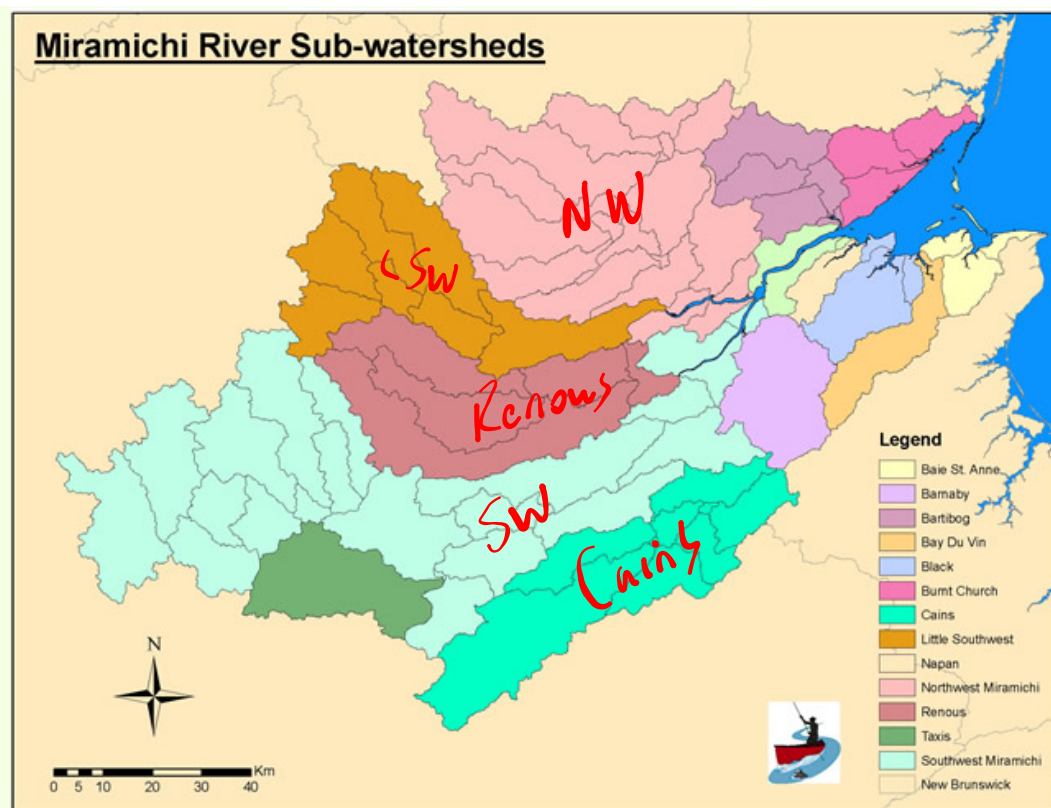 Miramichi River Sub-watersheds
NW
LSW
Renous
SW
Cains
Legend
Baie St. Anne
Barnaby
Bartibog
Bay Du Vin
Black
Burnt Church
Cains
Little Southwest
Napan
Northwest Miramichi
Renous
Taxis
Southwest Miramichi
New Brunswick
N
Km
0 5 10 20 30 40